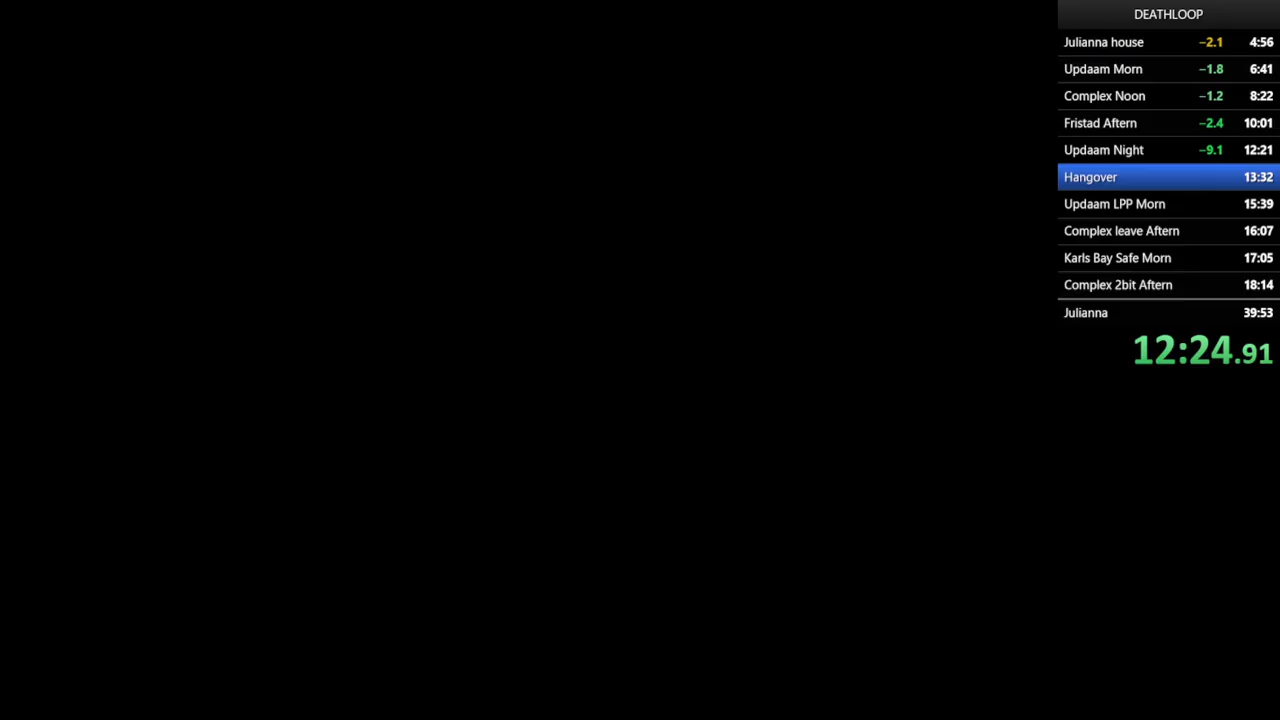 DEATHLOOP
Julianna house −2.1 4:56
Updaam Morn −1.8 6:41
Complex Noon −1.2 8:22
Fristad Aftern −2.4 10:01
Updaam Night −9.1 12:21
Hangover 13:32
Updaam LPP Morn 15:39
Complex leave Aftern 16:07
Karls Bay Safe Morn 17:05
Complex 2bit Aftern 18:14
Julianna 39:53
12:24.91